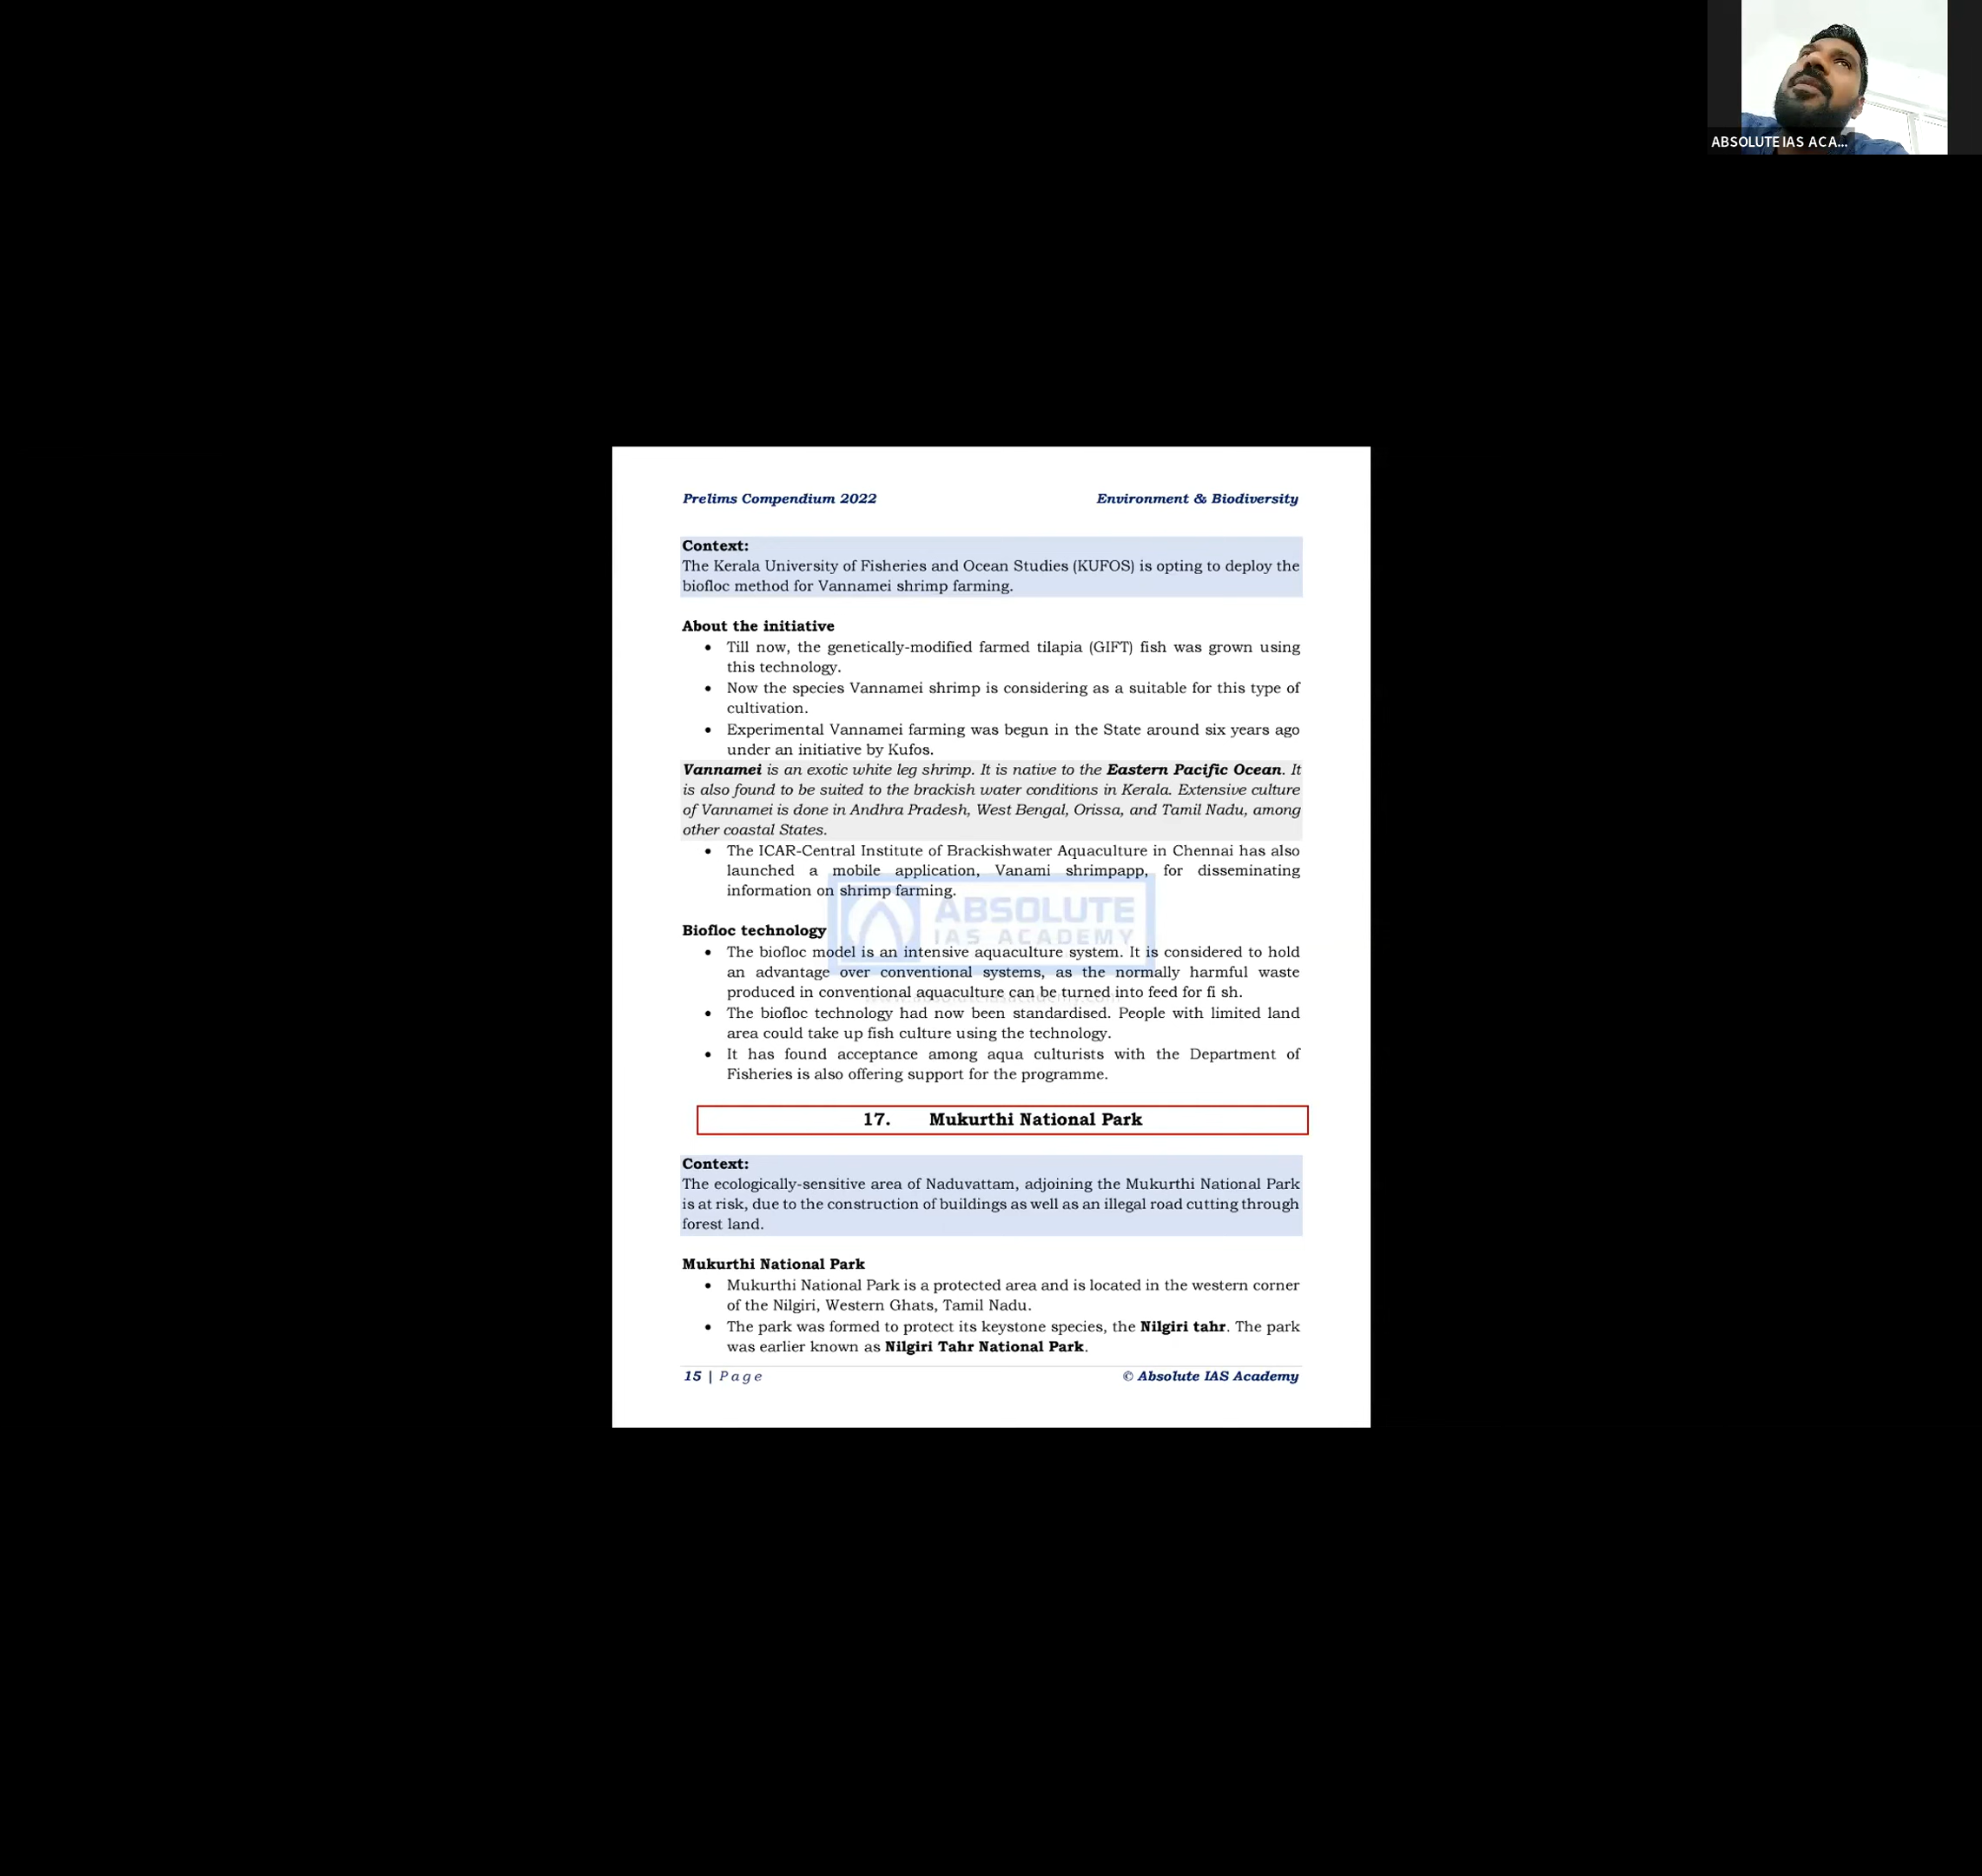 ABSOLUTE IAS ACA...
Prelims Compendium 2022
Environment & Biodiversity
Context:
The Kerala University of Fisheries and Ocean Studies (KUFOS) is opting to deploy the
biofloc method for Vannamei shrimp farming.
About the initiative
• Till now, the genetically-modified farmed tilapia (GIFT) fish was grown using
this technology.
• Now the species Vannamei shrimp is considering as a suitable for this type of
cultivation.
• Experimental Vannamei farming was begun in the State around six years ago
under an initiative by Kufos.
Vannamei is an exotic white leg shrimp. It is native to the Eastern Pacific Ocean. It
is also found to be suited to the brackish water conditions in Kerala. Extensive culture
of Vannamei is done in Andhra Pradesh, West Bengal, Orissa, and Tamil Nadu, among
other coastal States.
• The ICAR-Central Institute of Brackishwater Aquaculture in Chennai has also
launched a mobile application, Vanami shrimpapp, for disseminating
information on shrimp farming.
ABSOLUTE
IAS ACADEMY
Biofloc technology
• The biofloc model is an intensive aquaculture system. It is considered to hold
an advantage over conventional systems, as the normally harmful waste
produced in conventional aquaculture can be turned into feed for fi sh.
• The biofloc technology had now been standardised. People with limited land
area could take up fish culture using the technology.
• It has found acceptance among aqua culturists with the Department of
Fisheries is also offering support for the programme.
17. Mukurthi National Park
Context:
The ecologically-sensitive area of Naduvattam, adjoining the Mukurthi National Park
is at risk, due to the construction of buildings as well as an illegal road cutting through
forest land.
Mukurthi National Park
• Mukurthi National Park is a protected area and is located in the western corner
of the Nilgiri, Western Ghats, Tamil Nadu.
• The park was formed to protect its keystone species, the Nilgiri tahr. The park
was earlier known as Nilgiri Tahr National Park.
15 | Page
© Absolute IAS Academy